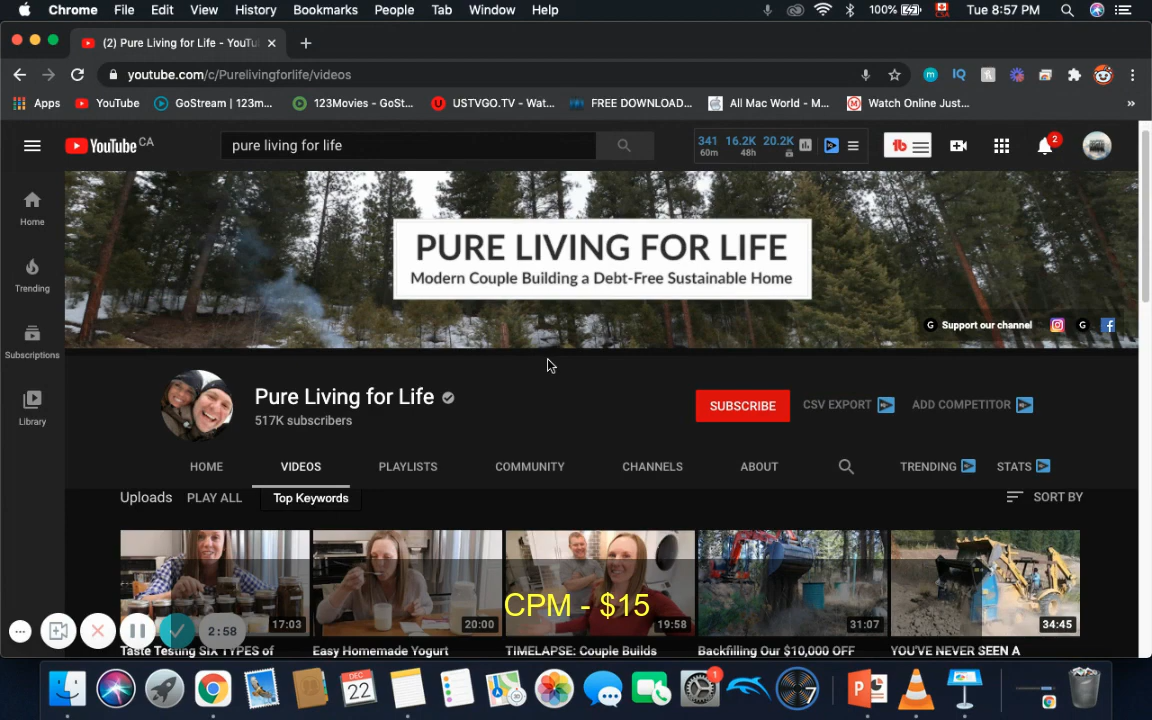 Chrome File Edit View History Bookmarks People Tab Window Help 100% CSA Tue 8:57 PM
(2) Pure Living for Life - YouTu
youtube.com/c/Purelivingforlife/videos
Apps YouTube GoStream | 123m... 123Movies - GoSt... USTVGO.TV - Wat... FREE DOWNLOAD... All Mac World - M... Watch Online Just... »
YouTube CA pure living for life 341 16.2K 20.2K 2
60m 48h
PURE LIVING FOR LIFE
Modern Couple Building a Debt-Free Sustainable Home
Home
Trending
Subscriptions
Library
G Support our channel G
Pure Living for Life
517K subscribers
SUBSCRIBE CSV EXPORT ADD COMPETITOR
HOME VIDEOS PLAYLISTS COMMUNITY CHANNELS ABOUT TRENDING STATS
Uploads PLAY ALL Top Keywords SORT BY
CPM - $15
17:03 20:00 19:58 31:07 34:45
2:58
Taste Testing SIX TYPES of Easy Homemade Yogurt TIMELAPSE: Couple Builds Backfilling Our $10,000 OFF YOU'VE NEVER SEEN A
DEC
22
1
7